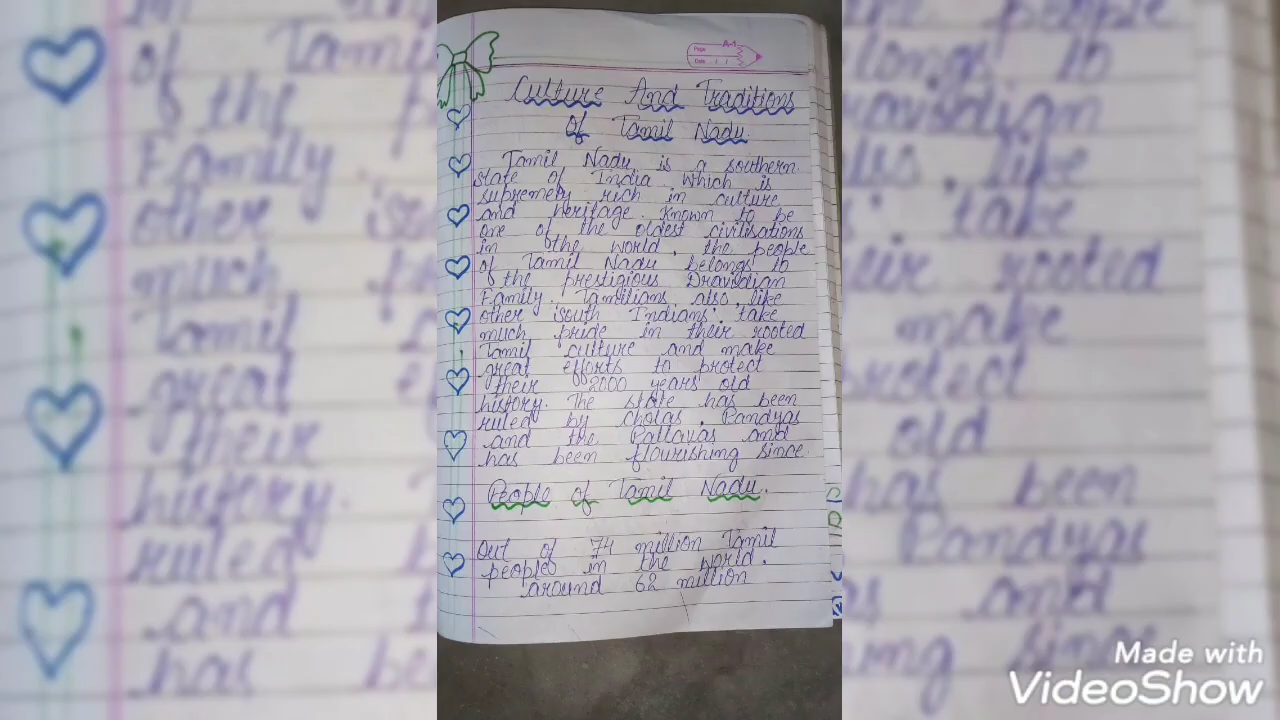 Page A-1
Date / /
Culture And Traditions
Of Tamil Nadu.
Tamil Nadu is a southern
state of India, which is
supremely rich in culture
and heritage. Known to be
one of the oldest civilisations
in the world, the people
of Tamil Nadu belongs to
of the prestigious Dravidian
Family. Tamilians also, like
other south Indians' take
much pride in their rooted
Tamil culture and make
great efforts to protect
their 2000 years old
history. The state has been
ruled by Cholas, Pandyas
and the Pallavas and
has been flourishing since.
People of Tamil Nadu.
Out of 74 million Tamil
people in the world.
around 62 million
Made with
VideoShow